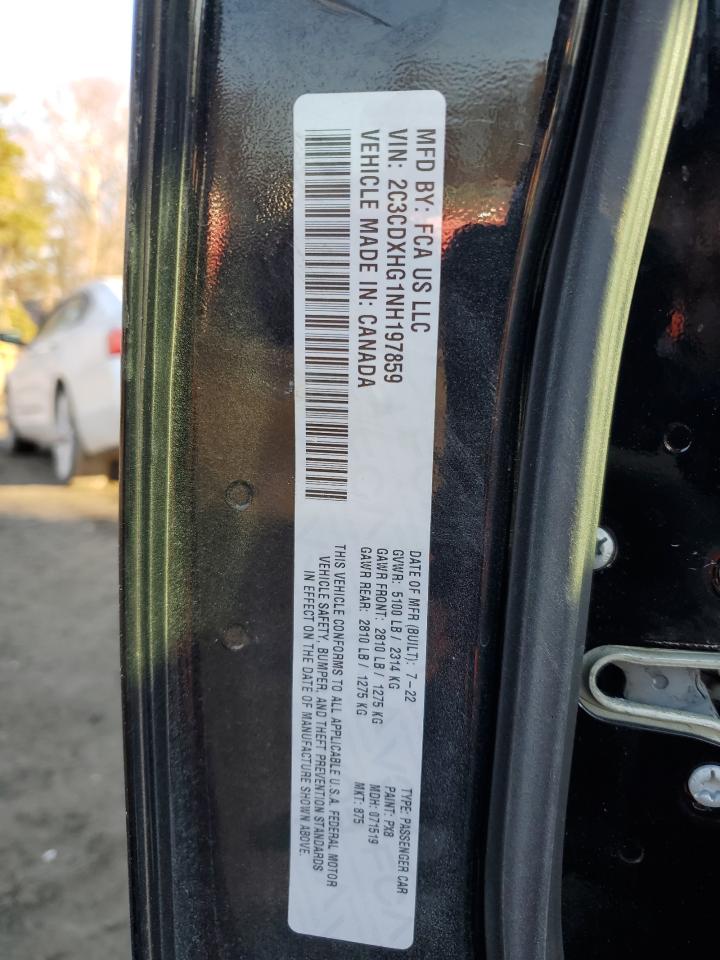 MFD BY: FCA US LLC
VIN: 2C3CDXHG1NH197859
VEHICLE MADE IN: CANADA
DATE OF MFR (BUILT): 7-22
GVWR: 5100 LB / 2314 KG
GAWR FRONT: 2810 LB / 1275 KG
GAWR REAR: 2810 LB / 1275 KG
TYPE: PASSENGER CAR
PAINT: PX8
MDH: 071519
MKT: 875
THIS VEHICLE CONFORMS TO ALL APPLICABLE U.S.A. FEDERAL MOTOR
VEHICLE SAFETY, BUMPER, AND THEFT PREVENTION STANDARDS
IN EFFECT ON THE DATE OF MANUFACTURE SHOWN ABOVE.